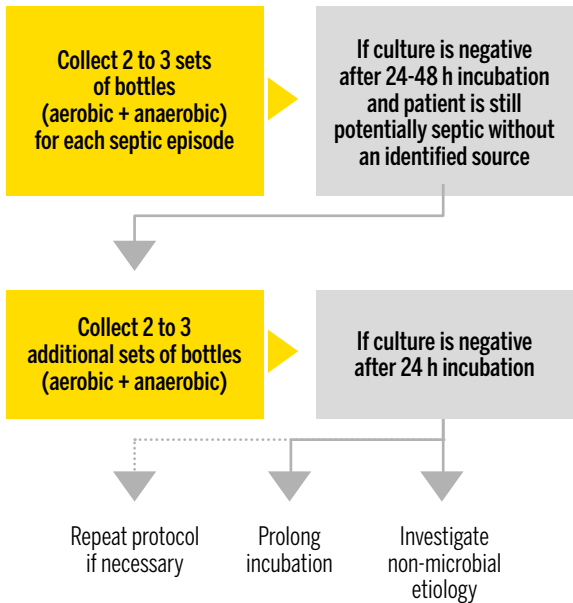 Collect 2 to 3 sets
of bottles
(aerobic + anaerobic)
for each septic episode
If culture is negative
after 24-48 h incubation
and patient is still
potentially septic without
an identified source
Collect 2 to 3
additional sets of bottles
(aerobic + anaerobic)
If culture is negative
after 24 h incubation
Repeat protocol
if necessary
Prolong
incubation
Investigate
non-microbial
etiology